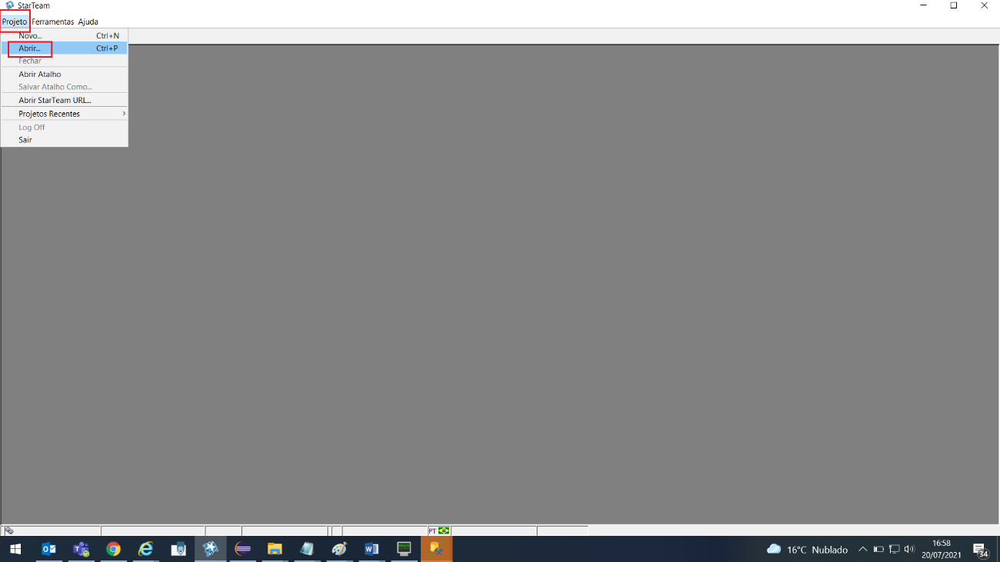 StarTeam
Projeto Ferramentas Ajuda
Novo... Ctrl+N
Abrir... Ctrl+P
Fechar
Abrir Atalho
Salvar Atalho Como...
Abrir StarTeam URL...
Projetos Recentes
Log Off
Sair
PT
16°C Nublado
16:58
20/07/2021
34